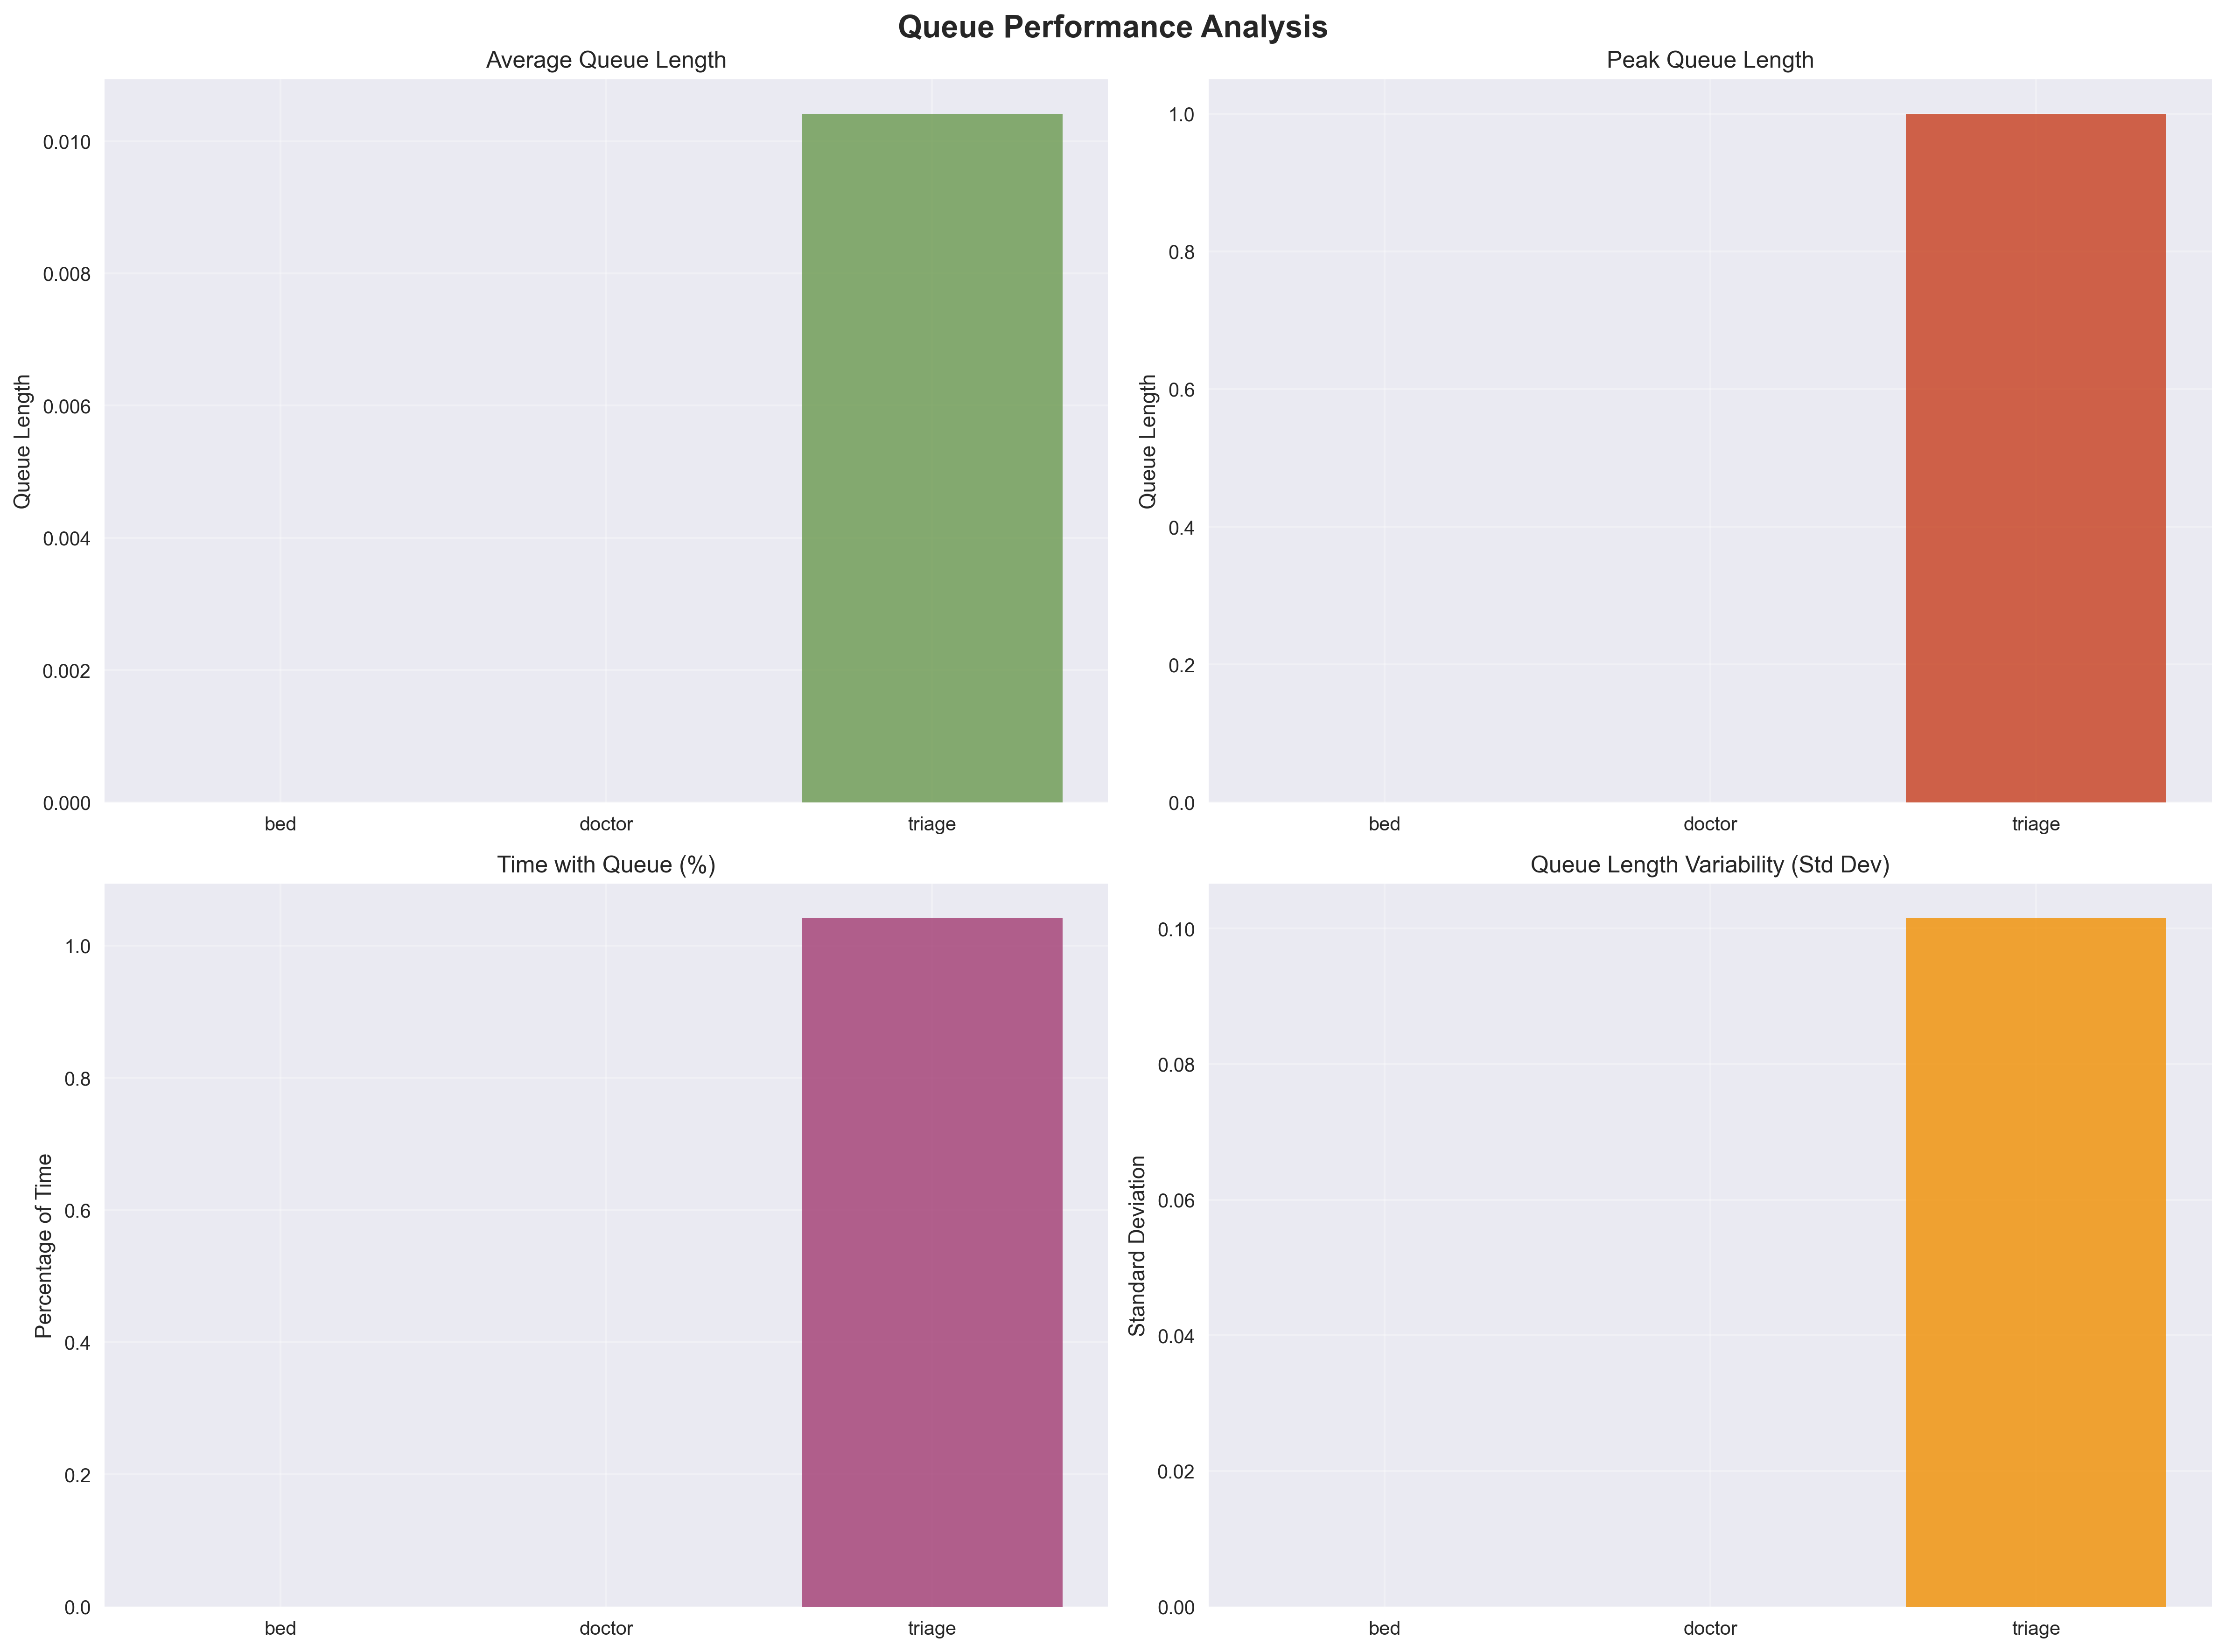 Queue Performance Analysis
Average Queue Length
Queue Length
0.010
0.008
0.006
0.004
0.002
0.000
bed doctor triage
Peak Queue Length
Queue Length
1.0
0.8
0.6
0.4
0.2
0.0
bed doctor triage
Time with Queue (%)
Percentage of Time
1.0
0.8
0.6
0.4
0.2
0.0
bed doctor triage
Queue Length Variability (Std Dev)
Standard Deviation
0.10
0.08
0.06
0.04
0.02
0.00
bed doctor triage